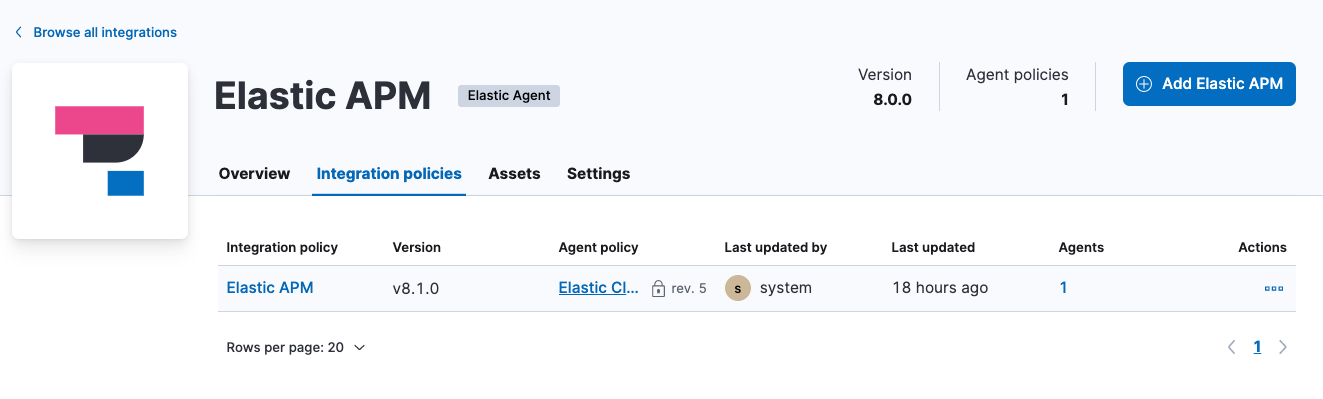 Browse all integrations
Elastic APM
Elastic Agent
Version
8.0.0
Agent policies
1
Add Elastic APM
Overview Integration policies Assets Settings
Integration policy Version Agent policy Last updated by Last updated Agents Actions
Elastic APM v8.1.0 Elastic Cl... rev. 5 s system 18 hours ago 1
Rows per page: 20 1